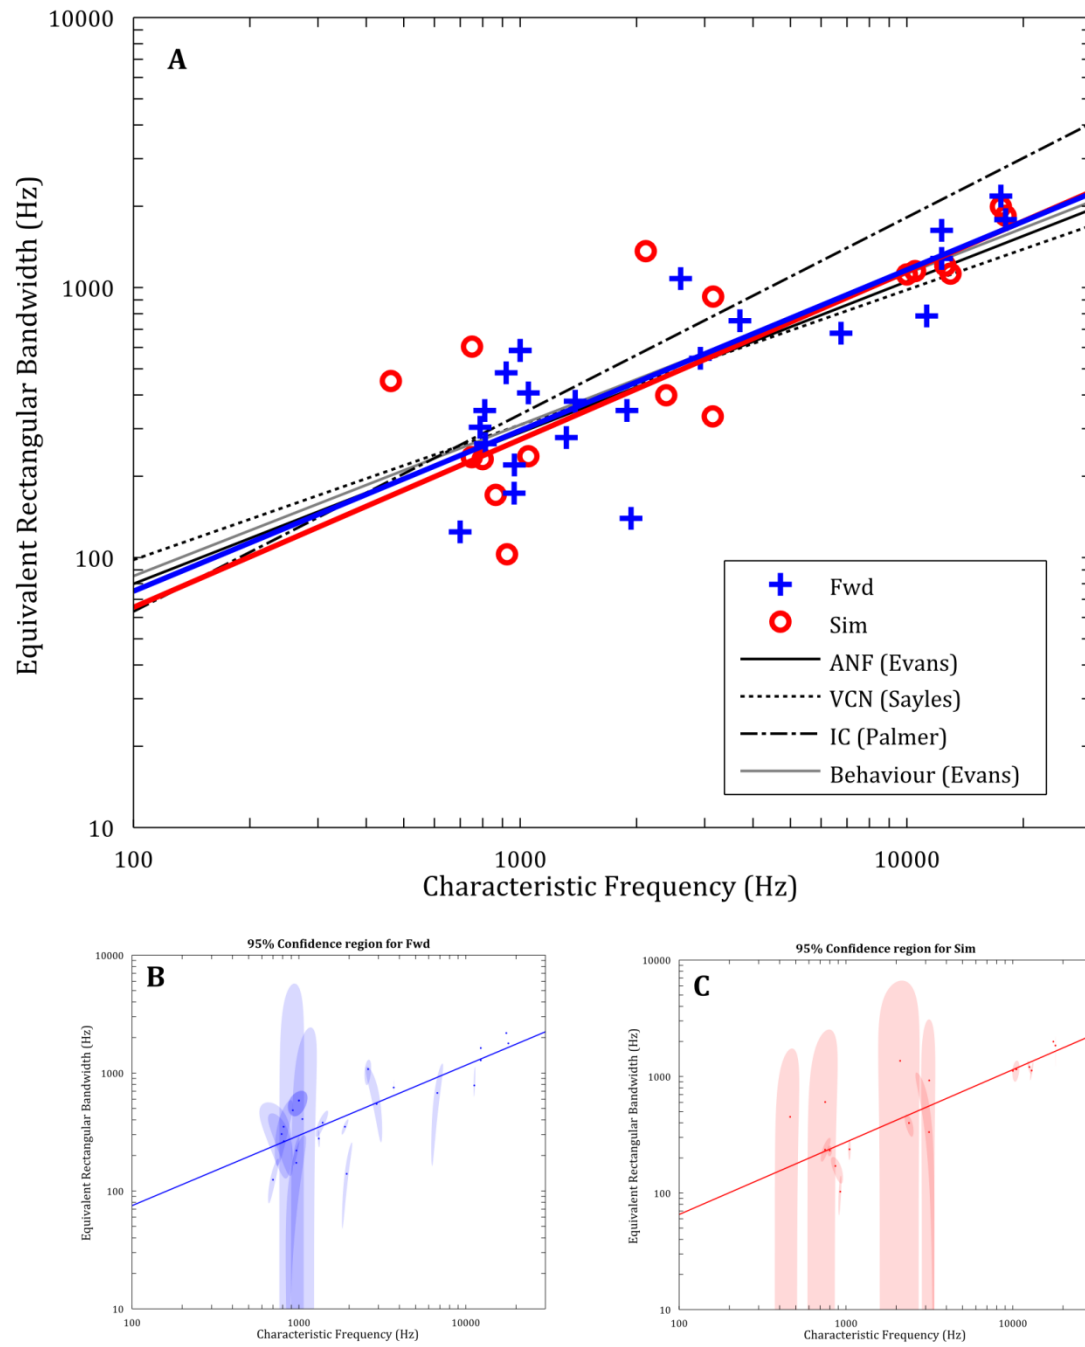 A
10000
1000
100
10
Equivalent Rectangular Bandwidth (Hz)
100
1000
10000
Characteristic Frequency (Hz)
Fwd
Sim
ANF (Evans)
VCN (Sayles)
IC (Palmer)
Behaviour (Evans)
95% Confidence region for Fwd
B
10000
1000
100
10
Equivalent Rectangular Bandwidth (Hz)
100
1000
10000
Characteristic Frequency (Hz)
95% Confidence region for Sim
C
10000
1000
100
10
Equivalent Rectangular Bandwidth (Hz)
100
1000
10000
Characteristic Frequency (Hz)